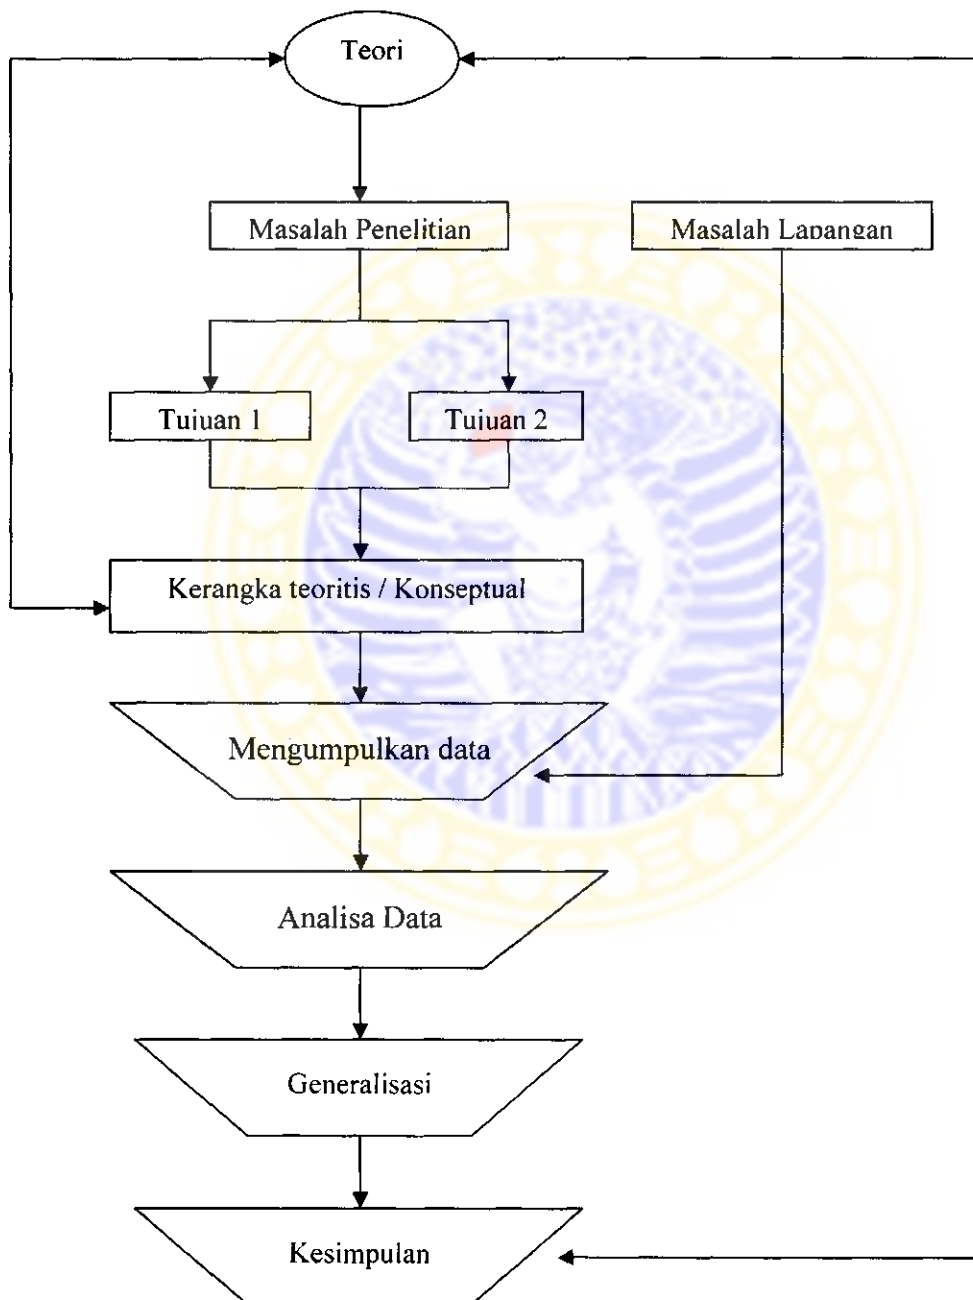 Teori
Masalah Penelitian
Masalah Lapangan
Tujuan 1
Tujuan 2
Kerangka teoritis / Konseptual
Mengumpulkan data
Analisa Data
Generalisasi
Kesimpulan